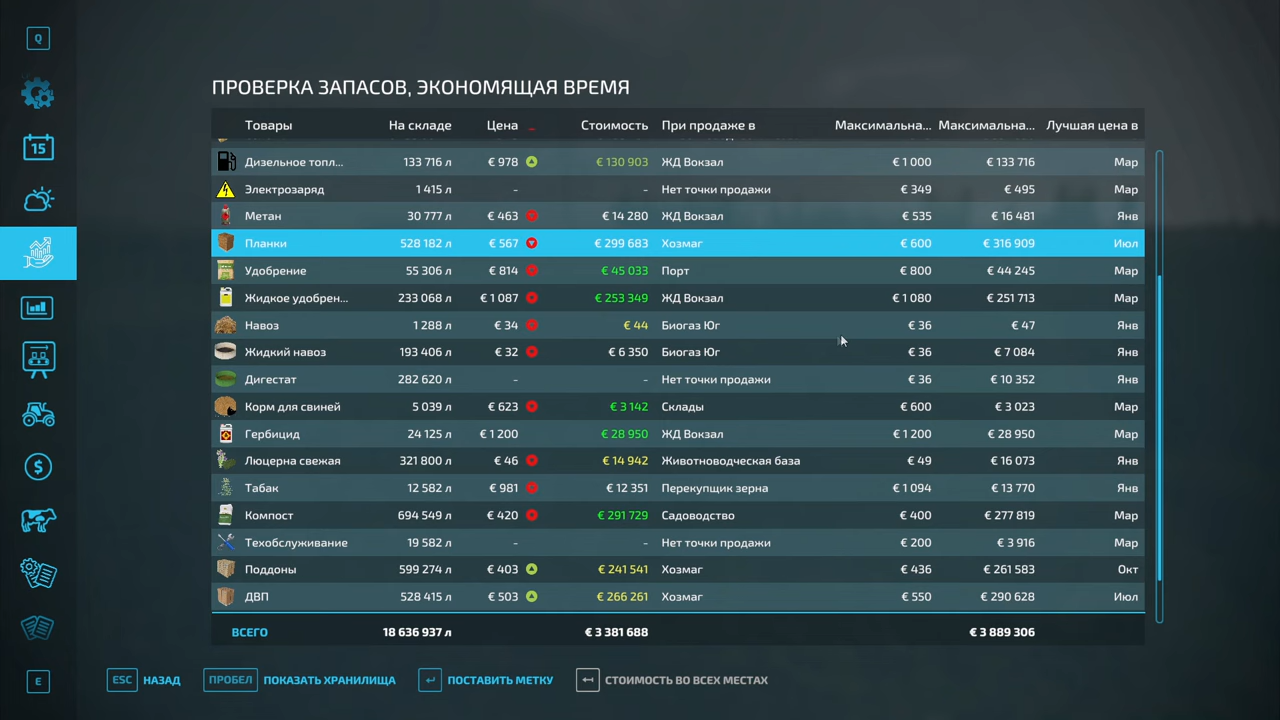 Q
ПРОВЕРКА ЗАПАСОВ, ЭКОНОМЯЩАЯ ВРЕМЯ
15
Товары На складе Цена Стоимость При продаже в Максимальна... Максимальна... Лучшая цена в
Дизельное топл... 133 716 л € 978 € 130 903 ЖД Вокзал € 1 000 € 133 716 Мар
Электрозаряд 1 415 л - - Нет точки продажи € 349 € 495 Мар
Метан 30 777 л € 463 € 14 280 ЖД Вокзал € 535 € 16 481 Янв
Планки 528 182 л € 567 € 299 683 Хозмаг € 600 € 316 909 Июл
Удобрение 55 306 л € 814 € 45 033 Порт € 800 € 44 245 Мар
Жидкое удобрен... 233 068 л € 1 087 € 253 349 ЖД Вокзал € 1 080 € 251 713 Мар
Навоз 1 288 л € 34 € 44 Биогаз Юг € 36 € 47 Янв
Жидкий навоз 193 406 л € 32 € 6 350 Биогаз Юг € 36 € 7 084 Янв
Дигестат 282 620 л - - Нет точки продажи € 36 € 10 352 Янв
Корм для свиней 5 039 л € 623 € 3 142 Склады € 600 € 3 023 Мар
Гербицид 24 125 л € 1 200 € 28 950 ЖД Вокзал € 1 200 € 28 950 Мар
Люцерна свежая 321 800 л € 46 € 14 942 Животноводческая база € 49 € 16 073 Янв
Табак 12 582 л € 981 € 12 351 Перекупщик зерна € 1 094 € 13 770 Янв
Компост 694 549 л € 420 € 291 729 Садоводство € 400 € 277 819 Мар
Техобслуживание 19 582 л - - Нет точки продажи € 200 € 3 916 Мар
Поддоны 599 274 л € 403 € 241 541 Хозмаг € 436 € 261 583 Окт
ДВП 528 415 л € 503 € 266 261 Хозмаг € 550 € 290 628 Июл
ВСЕГО 18 636 937 л € 3 381 688 € 3 889 306
E
ESC НАЗАД ПРОБЕЛ ПОКАЗАТЬ ХРАНИЛИЩА ПОСТАВИТЬ МЕТКУ СТОИМОСТЬ ВО ВСЕХ МЕСТАХ